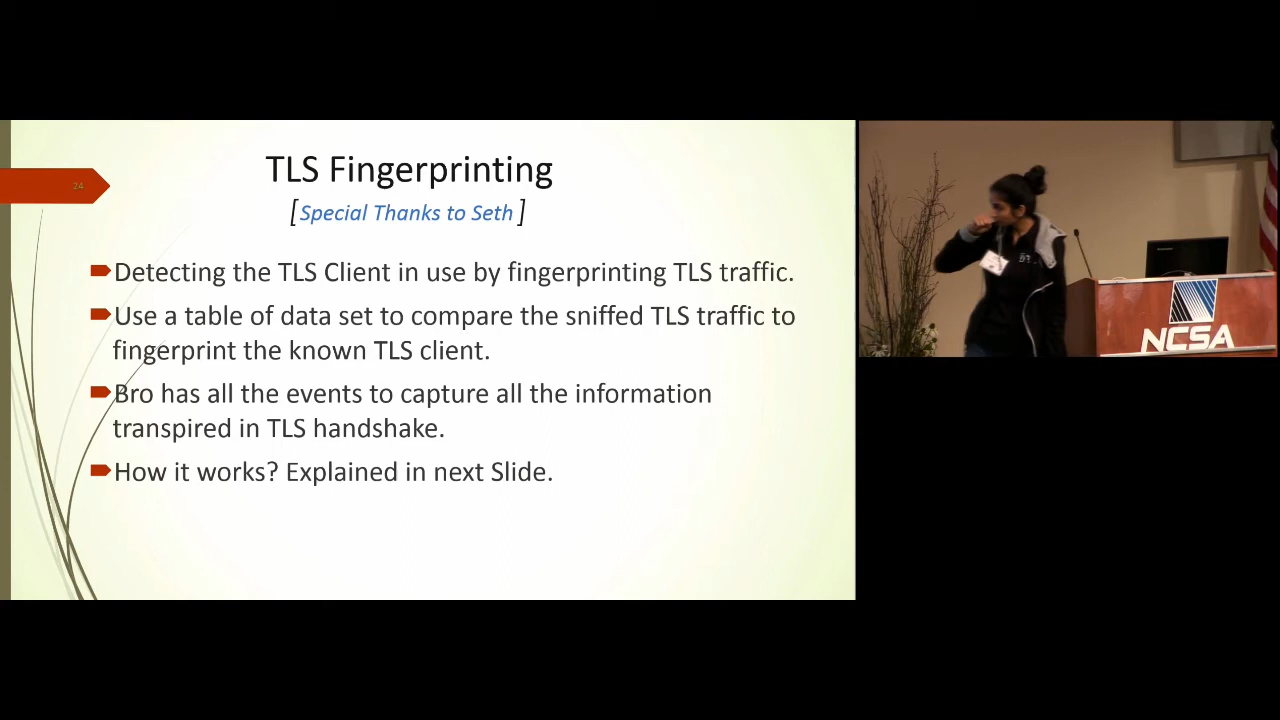 24
TLS Fingerprinting
[Special Thanks to Seth]
Detecting the TLS Client in use by fingerprinting TLS traffic.
Use a table of data set to compare the sniffed TLS traffic to
fingerprint the known TLS client.
Bro has all the events to capture all the information
transpired in TLS handshake.
How it works? Explained in next Slide.
NCSA